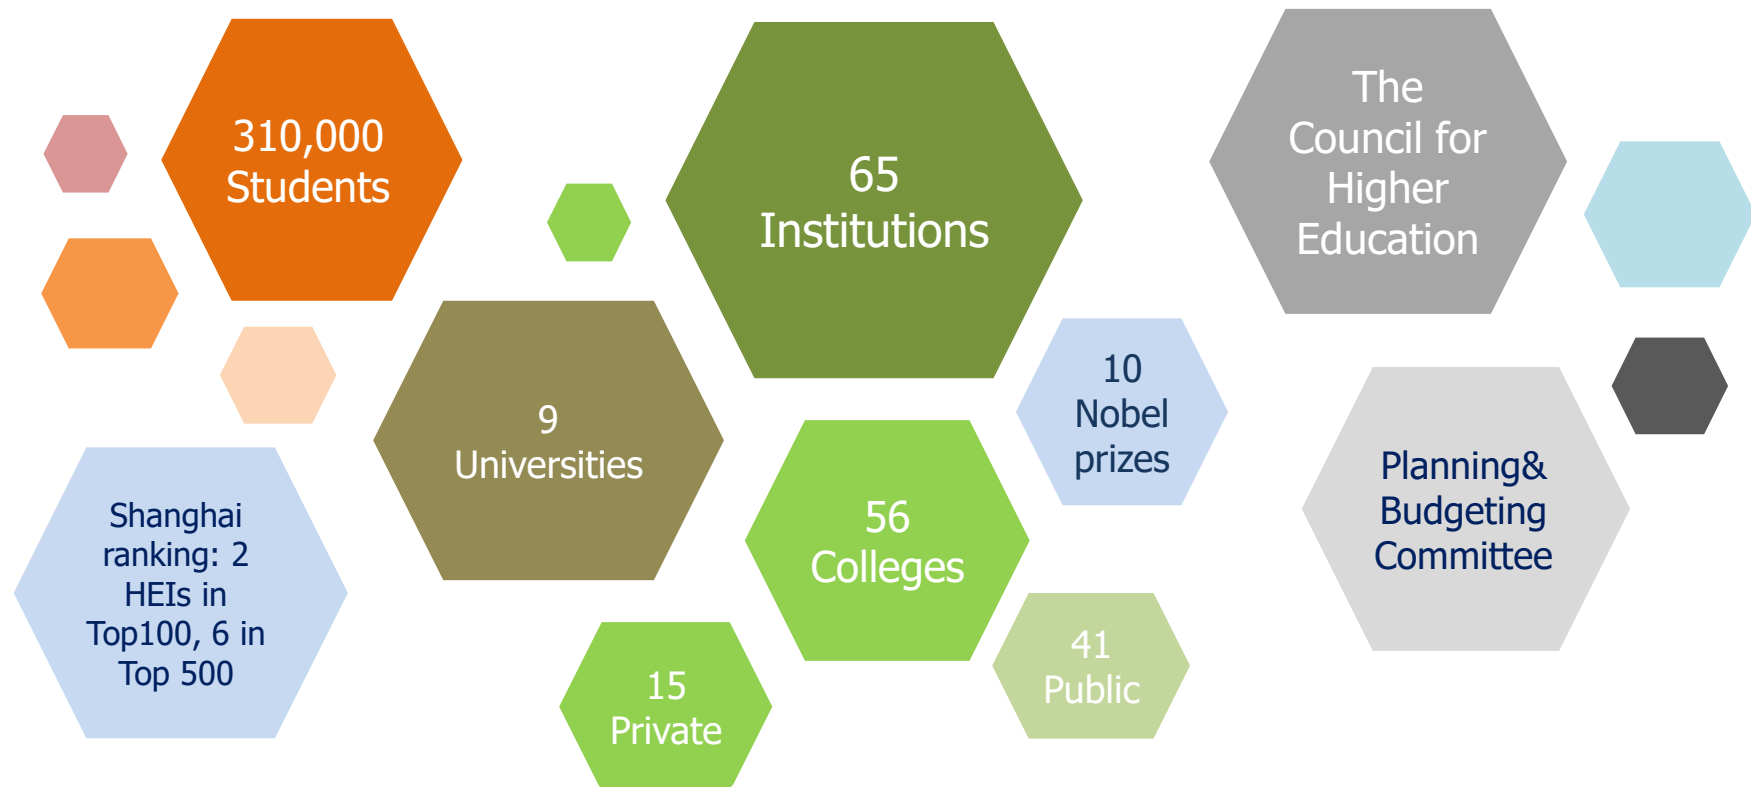 310,000
Students
65
Institutions
The
Council for
Higher
Education
9
Universities
10
Nobel
prizes
Shanghai
ranking: 2
HEIs in
Top100, 6 in
Top 500
56
Colleges
Planning&
Budgeting
Committee
15
Private
41
Public